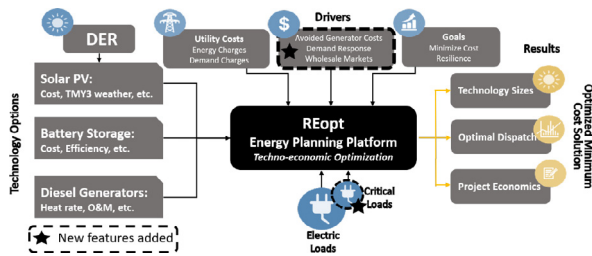 Drivers
DER
Utility Costs
Energy Charges
Demand Charges
$
Avoided Generator Costs
Demand Response
Wholesale Markets
Goals
Minimize Cost
Resilience
Results
Technology Options
Solar PV:
Cost, TMY3 weather, etc.
Battery Storage:
Cost, Efficiency, etc.
Diesel Generators:
Heat rate, O&M, etc.
REopt
Energy Planning Platform
Techno-economic Optimization
Technology Sizes
Optimal Dispatch
Project Economics
Optimized Minimum
Cost Solution
Critical
Loads
Electric
Loads
New features added